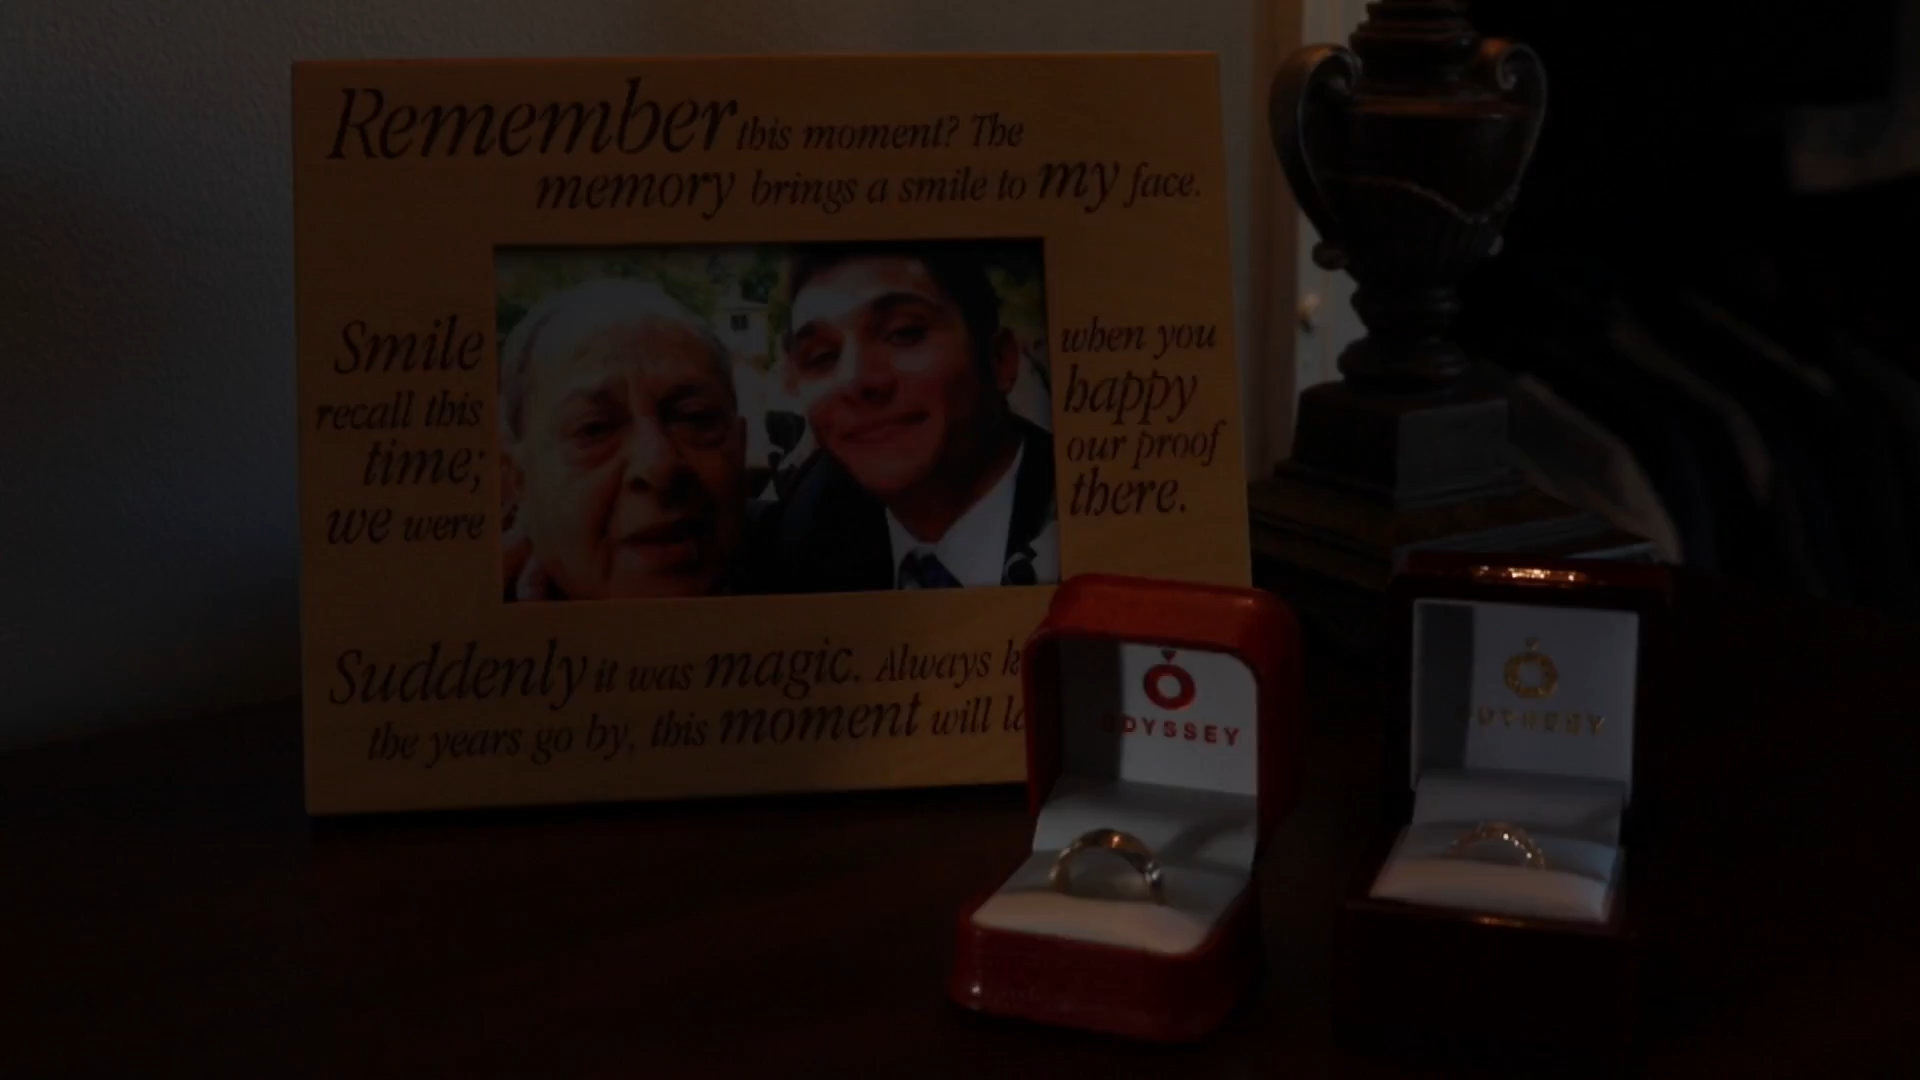 Remember this moment? The
memory brings a smile to my face.
Smile
recall this
time;
we were
when you
happy
our proof
there.
Suddenly it was magic. Always k
the years go by, this moment will
ODYSSEY
ODYSSEY